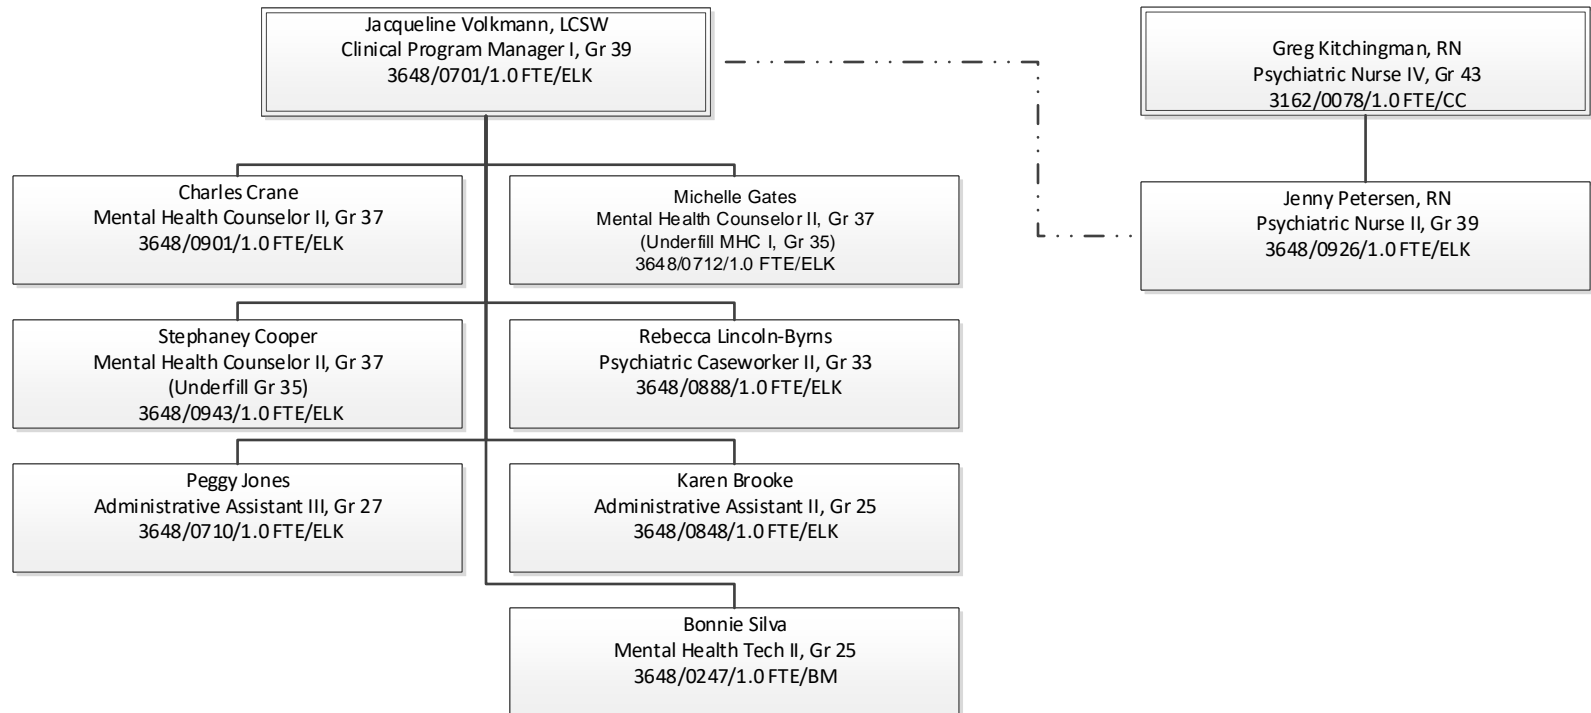 Jacqueline Volkmann, LCSW
Clinical Program Manager I, Gr 39
3648/0701/1.0 FTE/ELK
Greg Kitchingman, RN
Psychiatric Nurse IV, Gr 43
3162/0078/1.0 FTE/CC
Charles Crane
Mental Health Counselor II, Gr 37
3648/0901/1.0 FTE/ELK
Michelle Gates
Mental Health Counselor II, Gr 37
(Underfill MHC I, Gr 35)
3648/0712/1.0 FTE/ELK
Jenny Petersen, RN
Psychiatric Nurse II, Gr 39
3648/0926/1.0 FTE/ELK
Stephaney Cooper
Mental Health Counselor II, Gr 37
(Underfill Gr 35)
3648/0943/1.0 FTE/ELK
Rebecca Lincoln-Byrns
Psychiatric Caseworker II, Gr 33
3648/0888/1.0 FTE/ELK
Peggy Jones
Administrative Assistant III, Gr 27
3648/0710/1.0 FTE/ELK
Karen Brooke
Administrative Assistant II, Gr 25
3648/0848/1.0 FTE/ELK
Bonnie Silva
Mental Health Tech II, Gr 25
3648/0247/1.0 FTE/BM